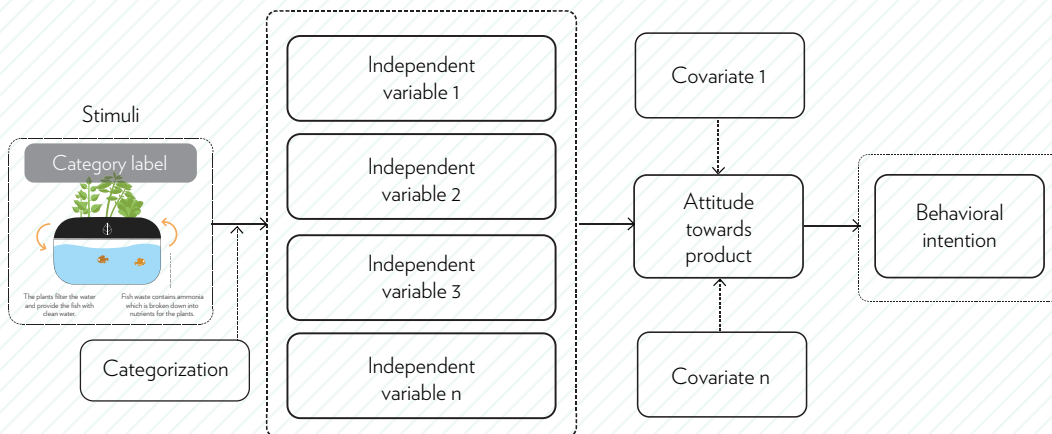 Stimuli
Category label
The plants filter the water
and provide the fish with
clean water.
Fish waste contains ammonia
which is broken down into
nutrients for the plants.
Categorization
Independent
variable 1
Independent
variable 2
Independent
variable 3
Independent
variable n
Covariate 1
Attitude
towards
product
Covariate n
Behavioral
intention